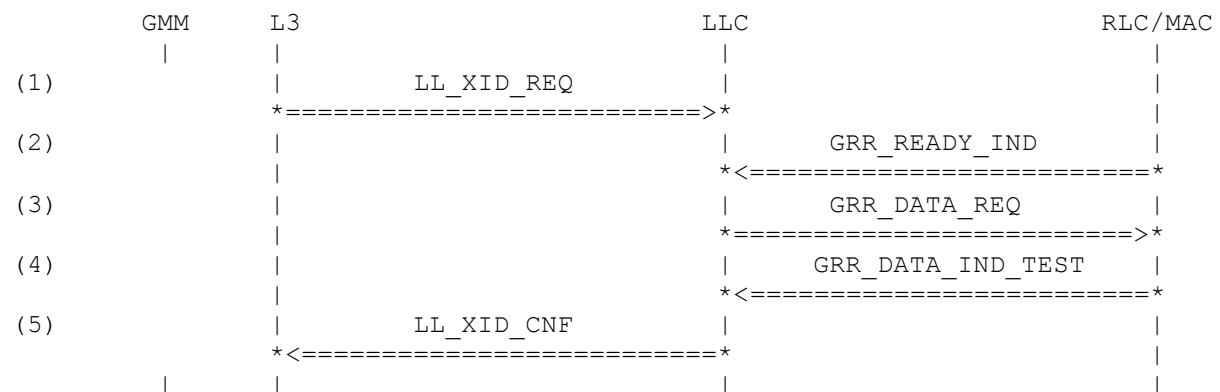 GMM L3 LLC RLC/MAC
| | | |
(1) | LL_XID_REQ | |
*==========================>* |
(2) | | GRR_READY_IND |
| *<=========================*
(3) | | GRR_DATA_REQ |
| *=========================>*
(4) | | GRR_DATA_IND_TEST |
| *<=========================*
(5) | LL_XID_CNF | |
*<==========================* |
| | | |